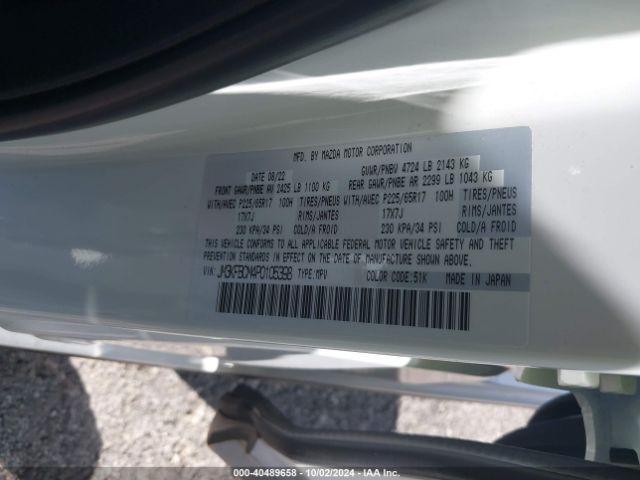 MFD. BY MAZDA MOTOR CORPORATION
DATE 08/22 GVWR/PNBV 4724 LB 2143 KG
FRONT GAWR/PNBE AV 2425 LB 1100 KG REAR GAWR/PNBE AR 2299 LB 1043 KG
WITH/AVEC P225/65R17 100H TIRES/PNEUS WITH/AVEC P225/65R17 100H TIRES/PNEUS
17X7J RIMS/JANTES 17X7J RIMS/JANTES
230 KPA/34 PSI COLD/A FROID 230 KPA/34 PSI COLD/A FROID
THIS VEHICLE CONFORMS TO ALL APPLICABLE FEDERAL MOTOR VEHICLE SAFETY AND THEFT
PREVENTION STANDARDS IN EFFECT ON THE DATE OF MANUFACTURE SHOWN ABOVE.
VIN: JM3KFBCM4P0105398 TYPE:MPV COLOR CODE:51K MADE IN JAPAN
** 40489658 - 10/02/2024 - IAA Inc. **